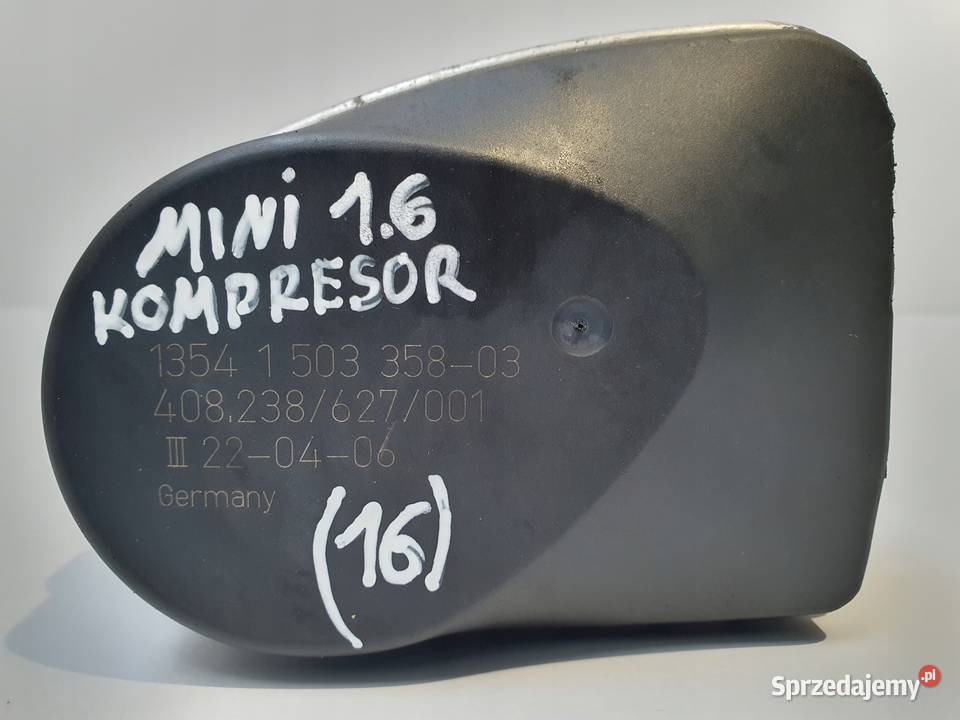 MINI 1.6
KOMPRESOR
1354 1 503 358-03
408.238/627/001
III 22-04-06
Germany
(16)
Sprzedajemy.pl